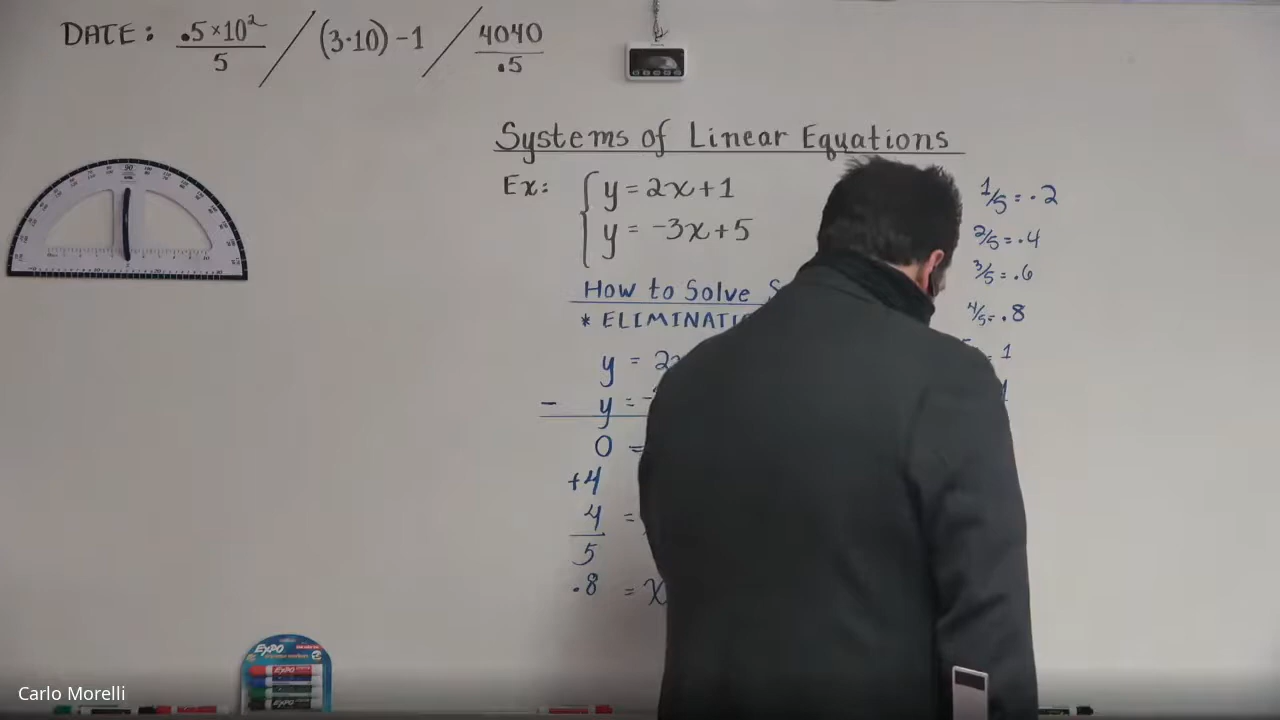 DATE: .5×10²/5 / (3·10)-1 / 4040/.5
Systems of Linear Equations
Ex: { y = 2x+1
y = -3x+5
How to Solve
* ELIMINATI
y = 2x
- y = -
0 =
+4
4 =
5
.8 = x
1/5 = .2
2/5 = .4
3/5 = .6
4/5 = .8
= 1
EXPO
Carlo Morelli